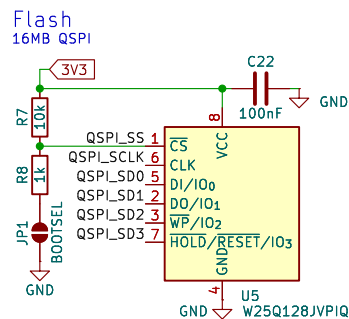 Flash
16MB QSPI
3V3
C22
100nF
GND
R7
10k
R8
1k
JP1
BOOTSEL
GND
QSPI_SS
QSPI_SCLK
QSPI_SD0
QSPI_SD1
QSPI_SD2
QSPI_SD3
1
6
5
2
3
7
8
4
VCC
CS
CLK
DI/IO0
DO/IO1
WP/IO2
HOLD/RESET/IO3
GND
GND
U5
W25Q128JVPIQ